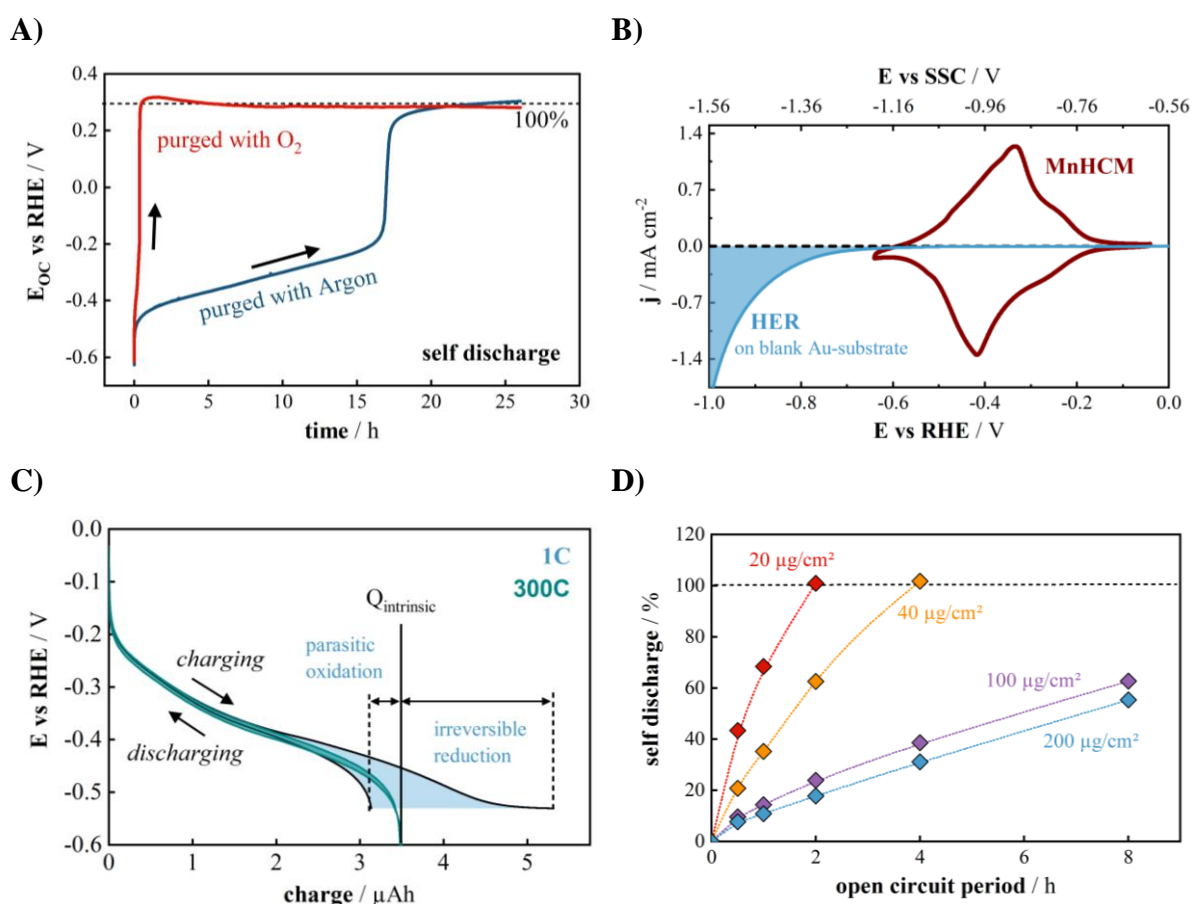 A)
0.4
0.2
0.0
-0.2
-0.4
-0.6
E_OC vs RHE / V
purged with O₂
100%
purged with Argon
self discharge
0 5 10 15 20 25 30
time / h
B)
E vs SSC / V
-1.56 -1.36 -1.16 -0.96 -0.76 -0.56
1.4
0.7
0.0
-0.7
-1.4
j / mA cm⁻²
MnHCM
HER
on blank Au-substrate
-1.0 -0.8 -0.6 -0.4 -0.2 0.0
E vs RHE / V
C)
0.0
-0.1
-0.2
-0.3
-0.4
-0.5
-0.6
E vs RHE / V
1C
300C
Q_intrinsic
parasitic
oxidation
charging
discharging
irreversible
reduction
0 1 2 3 4 5
charge / µAh
D)
120
100
80
60
40
20
0
self discharge / %
20 µg/cm²
40 µg/cm²
100 µg/cm²
200 µg/cm²
0 2 4 6 8
open circuit period / h